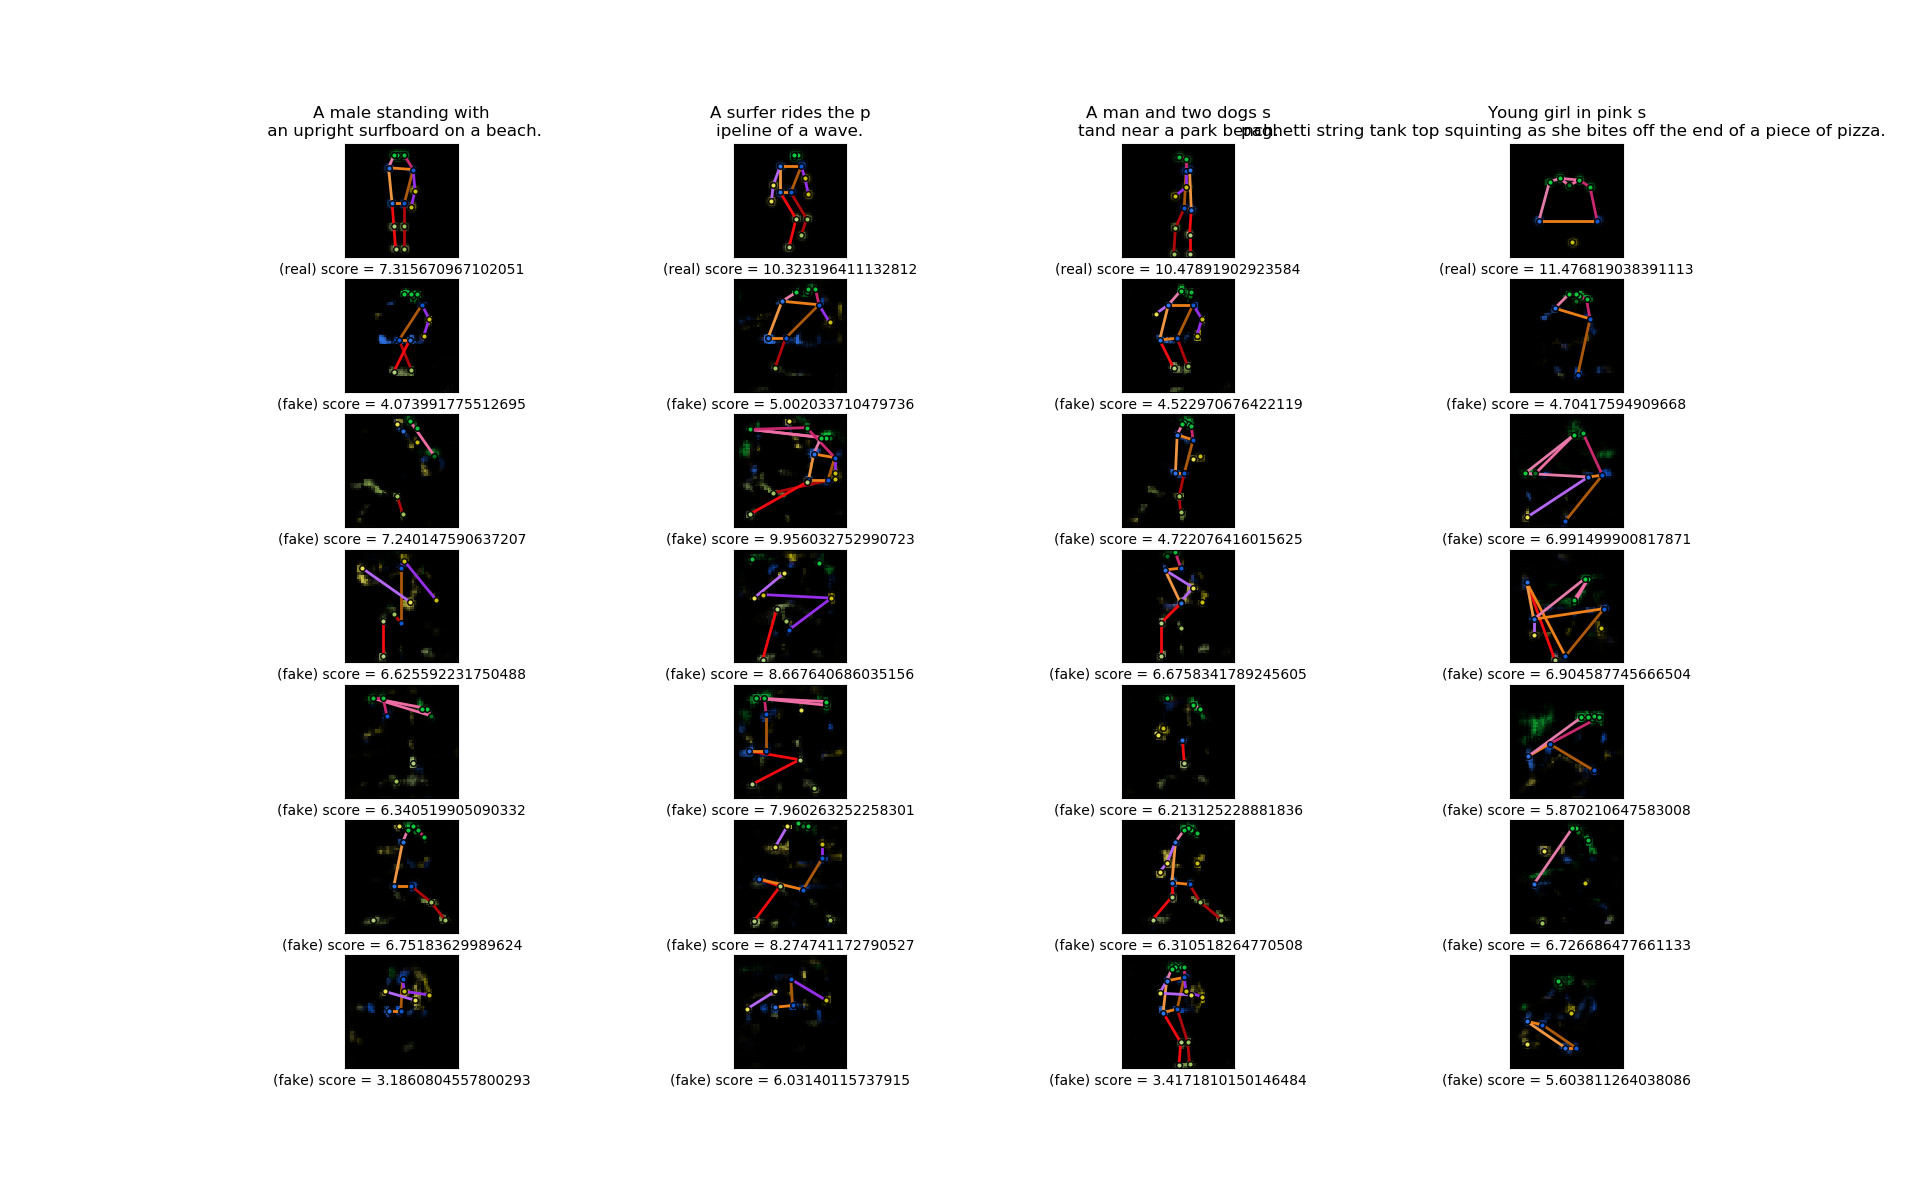 A male standing with
an upright surfboard on a beach.
A surfer rides the p
ipeline of a wave.
A man and two dogs s
tand near a park bench.
Young girl in pink s
paghetti string tank top squinting as she bites off the end of a piece of pizza.
(real) score = 7.315670967102051
(real) score = 10.323196411132812
(real) score = 10.47891902923584
(real) score = 11.476819038391113
(fake) score = 4.073991775512695
(fake) score = 5.002033710479736
(fake) score = 4.522970676422119
(fake) score = 4.70417594909668
(fake) score = 7.240147590637207
(fake) score = 9.956032752990723
(fake) score = 4.722076416015625
(fake) score = 6.991499900817871
(fake) score = 6.625592231750488
(fake) score = 8.667640686035156
(fake) score = 6.6758341789245605
(fake) score = 6.904587745666504
(fake) score = 6.340519905090332
(fake) score = 7.960263252258301
(fake) score = 6.213125228881836
(fake) score = 5.870210647583008
(fake) score = 6.75183629989624
(fake) score = 8.274741172790527
(fake) score = 6.310518264770508
(fake) score = 6.726686477661133
(fake) score = 3.1860804557800293
(fake) score = 6.03140115737915
(fake) score = 3.4171810150146484
(fake) score = 5.603811264038086